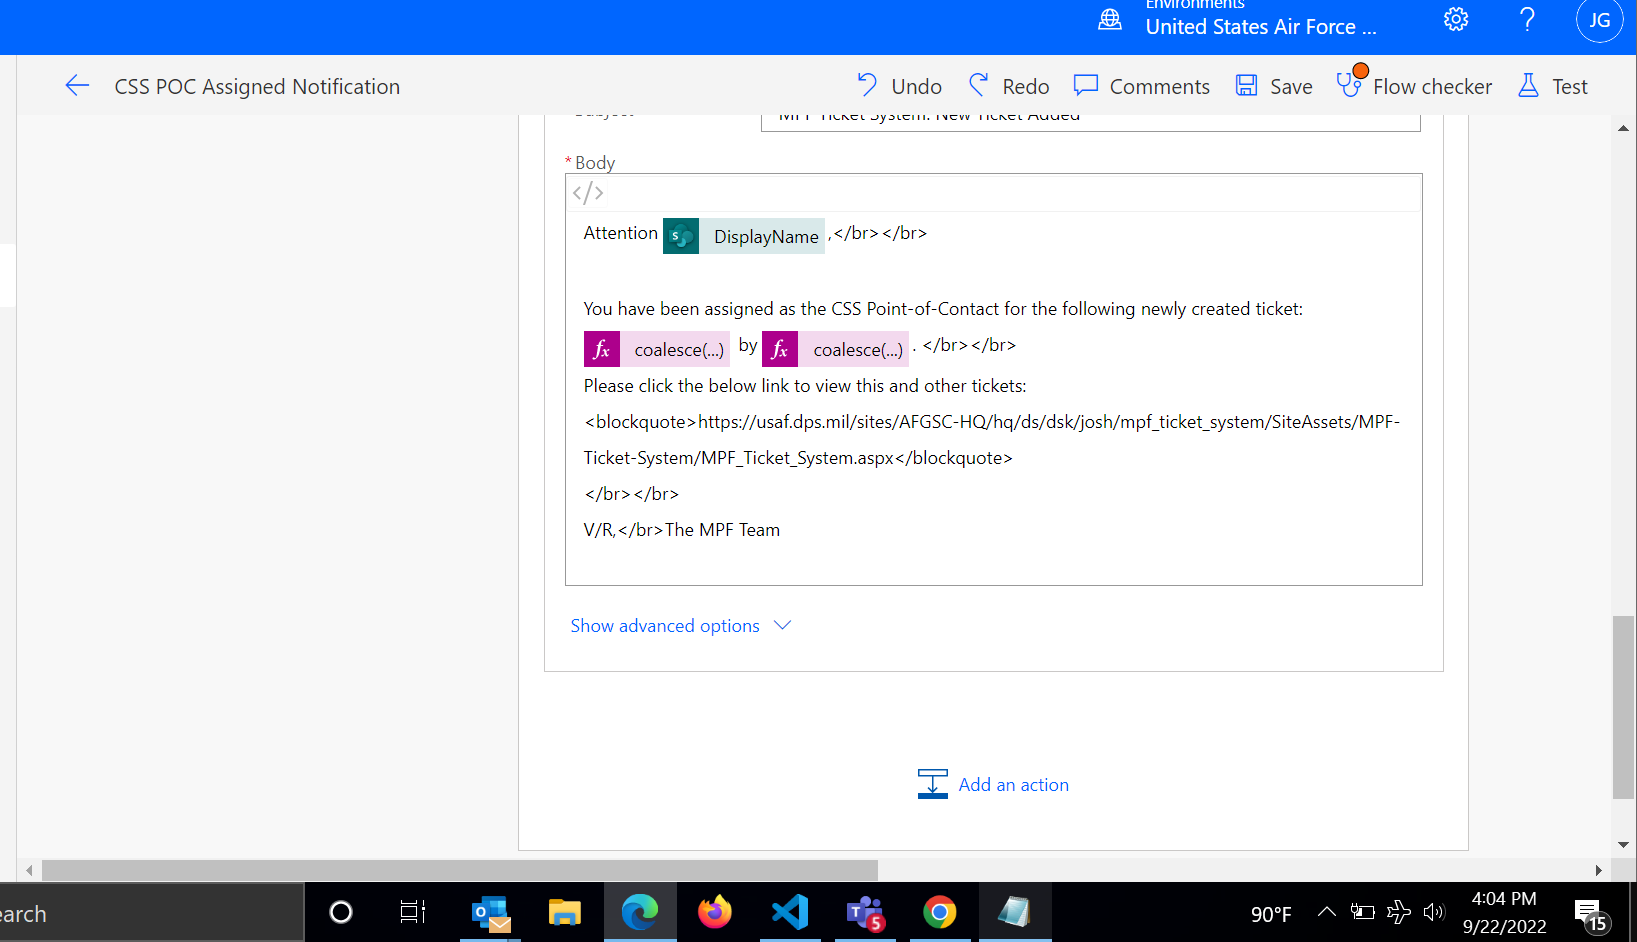 Environments
United States Air Force ...
JG
CSS POC Assigned Notification
Undo
Redo
Comments
Save
Flow checker
Test
Subject
MPF Ticket System: New Ticket Added
* Body
</>
Attention S DisplayName ,</br></br>
You have been assigned as the CSS Point-of-Contact for the following newly created ticket:
fx coalesce(...) by fx coalesce(...) . </br></br>
Please click the below link to view this and other tickets:
<blockquote>https://usaf.dps.mil/sites/AFGSC-HQ/hq/ds/dsk/josh/mpf_ticket_system/SiteAssets/MPF-
Ticket-System/MPF_Ticket_System.aspx</blockquote>
</br></br>
V/R,</br>The MPF Team
Show advanced options
Add an action
earch
5
90°F
4:04 PM
9/22/2022
15